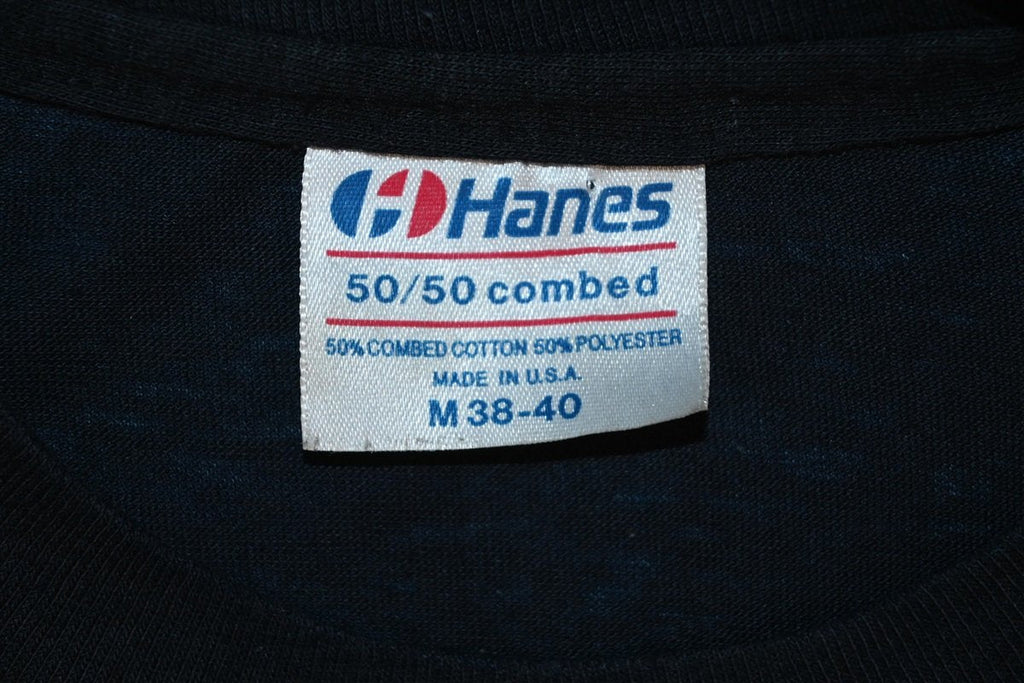 Hanes
50/50 combed
50% COMBED COTTON 50% POLYESTER
MADE IN U.S.A.
M 38-40